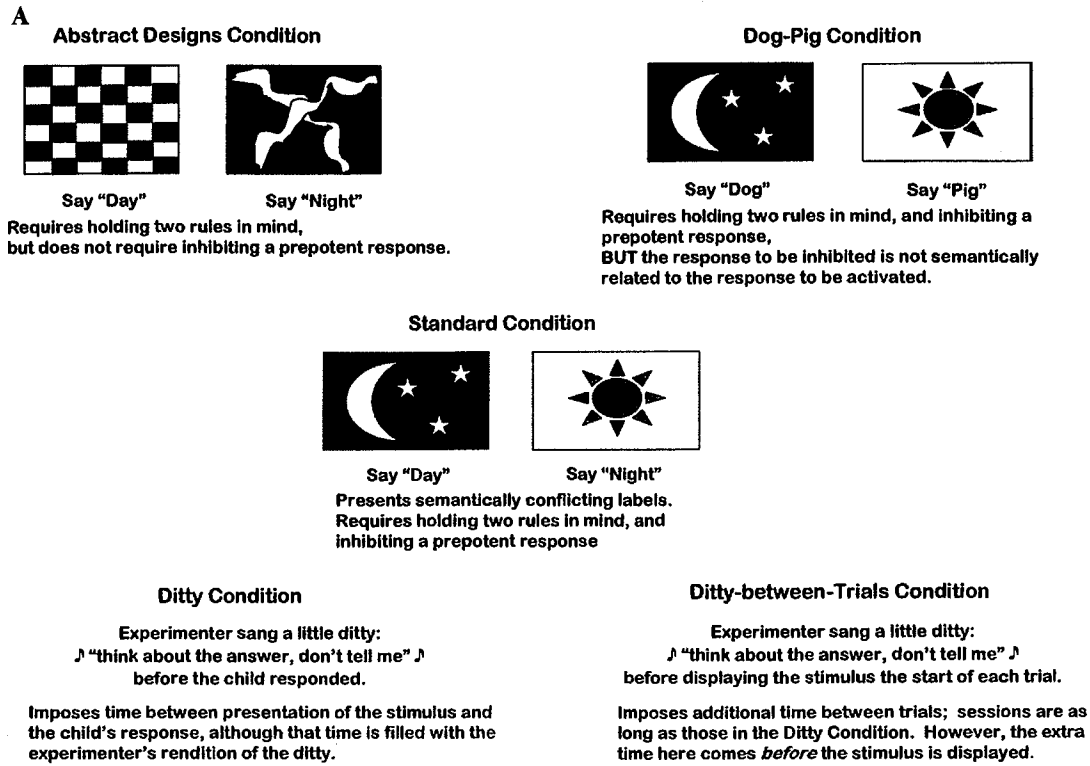 A
Abstract Designs Condition
Say "Day"
Say "Night"
Requires holding two rules in mind,
but does not require inhibiting a prepotent response.
Dog-Pig Condition
Say "Dog"
Say "Pig"
Requires holding two rules in mind, and inhibiting a
prepotent response,
BUT the response to be inhibited is not semantically
related to the response to be activated.
Standard Condition
Say "Day"
Say "Night"
Presents semantically conflicting labels.
Requires holding two rules in mind, and
inhibiting a prepotent response
Ditty Condition
Experimenter sang a little ditty:
♪ "think about the answer, don't tell me" ♪
before the child responded.
Imposes time between presentation of the stimulus and
the child's response, although that time is filled with the
experimenter's rendition of the ditty.
Ditty-between-Trials Condition
Experimenter sang a little ditty:
♪ "think about the answer, don't tell me" ♪
before displaying the stimulus the start of each trial.
Imposes additional time between trials; sessions are as
long as those in the Ditty Condition. However, the extra
time here comes before the stimulus is displayed.